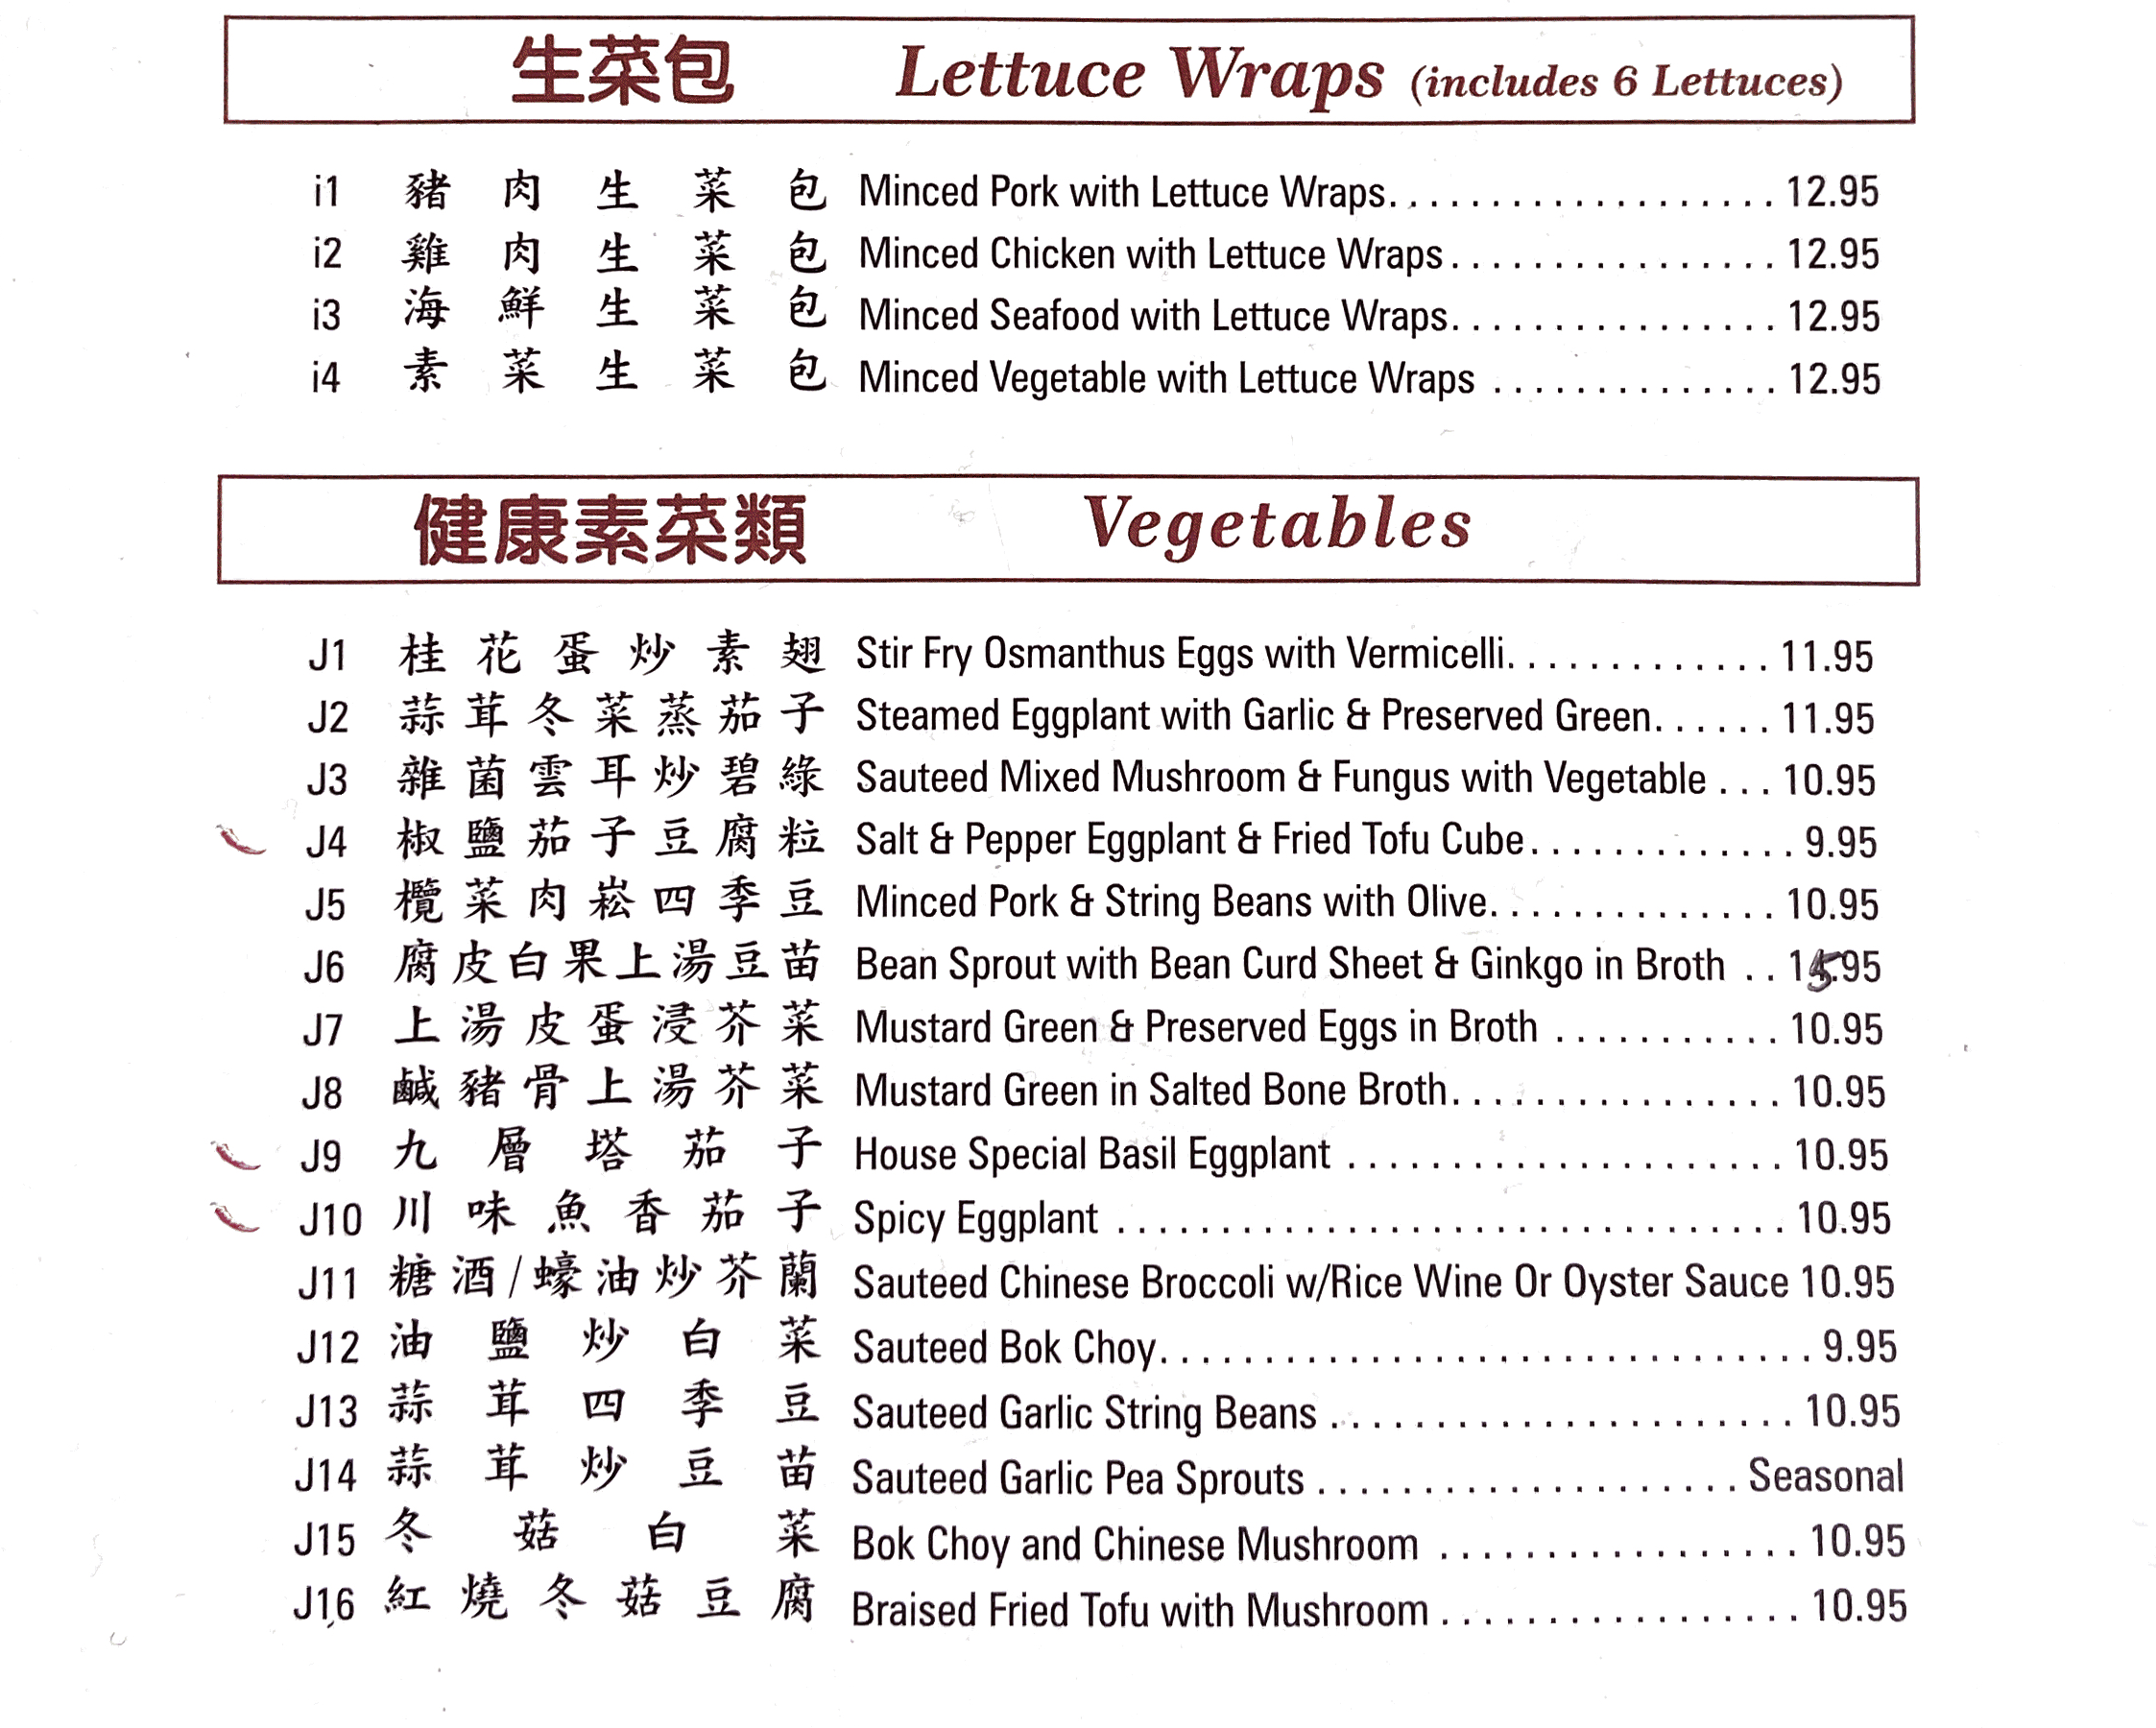 生菜包 Lettuce Wraps (includes 6 Lettuces)
i1 豬肉生菜包 Minced Pork with Lettuce Wraps. . . . . . . . . . . . . . . . . . . 12.95
i2 雞肉生菜包 Minced Chicken with Lettuce Wraps . . . . . . . . . . . . . . . . 12.95
i3 海鮮生菜包 Minced Seafood with Lettuce Wraps. . . . . . . . . . . . . . . . 12.95
i4 素菜生菜包 Minced Vegetable with Lettuce Wraps . . . . . . . . . . . . . . 12.95
健康素菜類 Vegetables
J1 桂花蛋炒素翅 Stir Fry Osmanthus Eggs with Vermicelli. . . . . . . . . . . . . 11.95
J2 蒜茸冬菜蒸茄子 Steamed Eggplant with Garlic & Preserved Green. . . . . . 11.95
J3 雜菌雲耳炒碧綠 Sauteed Mixed Mushroom & Fungus with Vegetable . . . 10.95
J4 椒鹽茄子豆腐粒 Salt & Pepper Eggplant & Fried Tofu Cube. . . . . . . . . . . . . 9.95
J5 欖菜肉崧四季豆 Minced Pork & String Beans with Olive. . . . . . . . . . . . . . 10.95
J6 腐皮白果上湯豆苗 Bean Sprout with Bean Curd Sheet & Ginkgo in Broth . . 15.95
J7 上湯皮蛋浸芥菜 Mustard Green & Preserved Eggs in Broth . . . . . . . . . . . 10.95
J8 鹹豬骨上湯芥菜 Mustard Green in Salted Bone Broth. . . . . . . . . . . . . . . . 10.95
J9 九層塔茄子 House Special Basil Eggplant . . . . . . . . . . . . . . . . . . . . . 10.95
J10 川味魚香茄子 Spicy Eggplant . . . . . . . . . . . . . . . . . . . . . . . . . . . . . . . . 10.95
J11 糖酒/蠔油炒芥蘭 Sauteed Chinese Broccoli w/Rice Wine Or Oyster Sauce 10.95
J12 油鹽炒白菜 Sauteed Bok Choy. . . . . . . . . . . . . . . . . . . . . . . . . . . . . . . 9.95
J13 蒜茸四季豆 Sauteed Garlic String Beans . . . . . . . . . . . . . . . . . . . . . . 10.95
J14 蒜茸炒豆苗 Sauteed Garlic Pea Sprouts . . . . . . . . . . . . . . . . . . . . Seasonal
J15 冬菇白菜 Bok Choy and Chinese Mushroom . . . . . . . . . . . . . . . . . 10.95
J16 紅燒冬菇豆腐 Braised Fried Tofu with Mushroom . . . . . . . . . . . . . . . . . 10.95